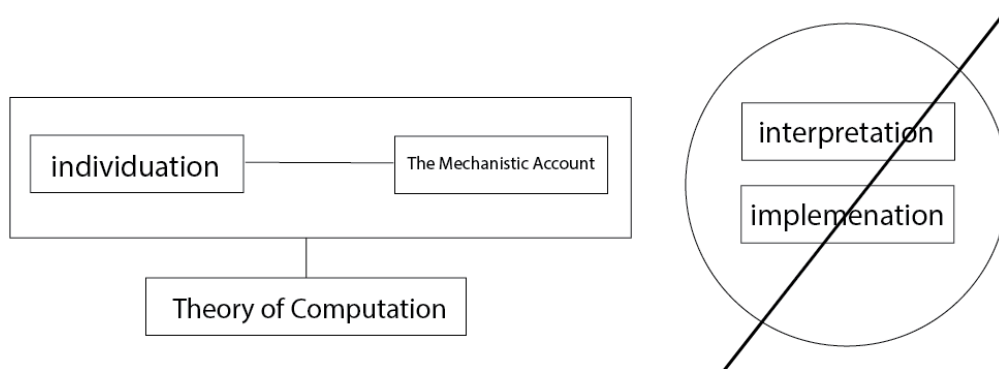 individuation
The Mechanistic Account
Theory of Computation
interpretation
implemenation